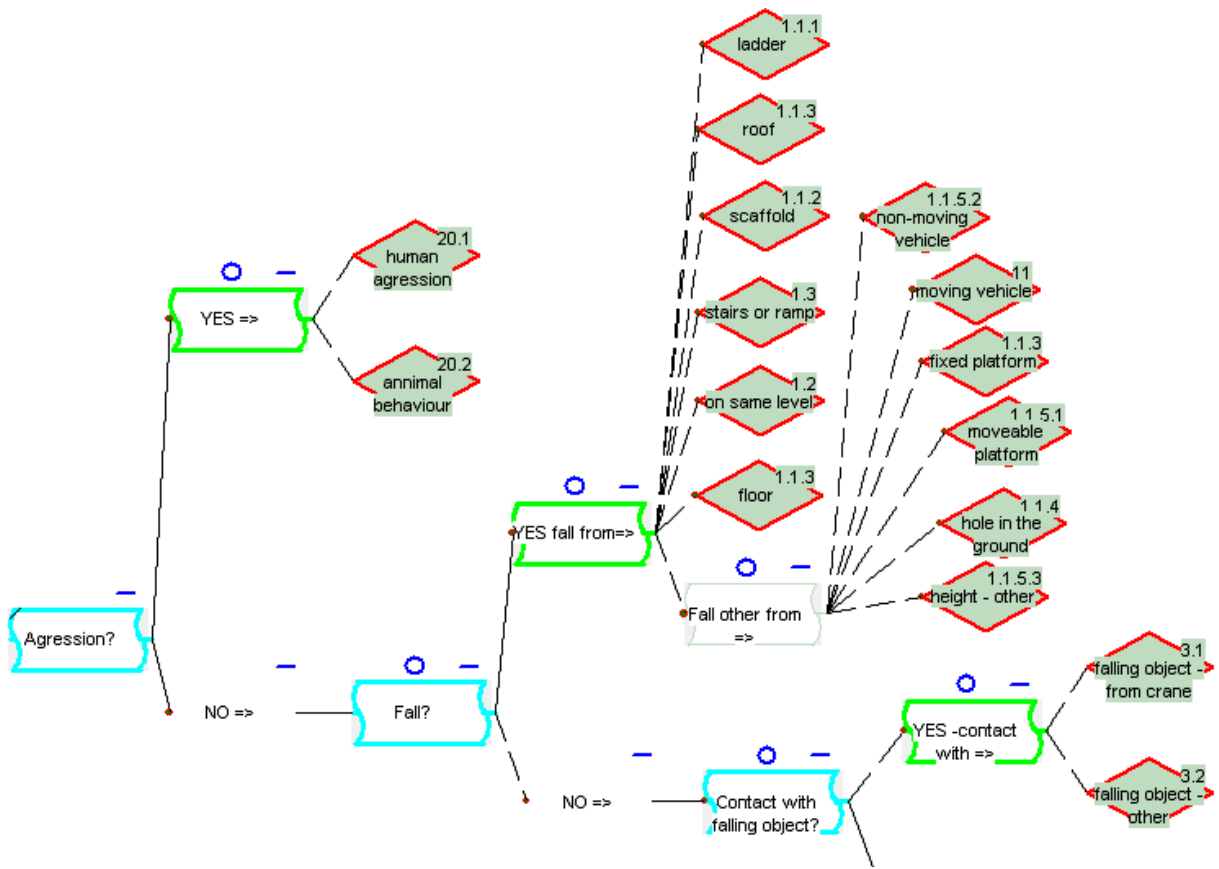 1.1.1
ladder
1.1.3
roof
1.1.2
scaffold
1.1.5.2
non-moving
vehicle
20.1
human
agression
11
moving vehicle
YES =>
1.3
stairs or ramp
1.1.3
fixed platform
20.2
annimal
behaviour
1.2
on same level
1 1 5.1
moveable
platform
1.1.3
floor
1 1.4
hole in the
ground
YES fall from=>
1.1.5.3
height - other
Fall other from
=>
Agression?
3.1
falling object -
from crane
NO =>
Fall?
YES -contact
with =>
3.2
falling object -
other
NO =>
Contact with
falling object?